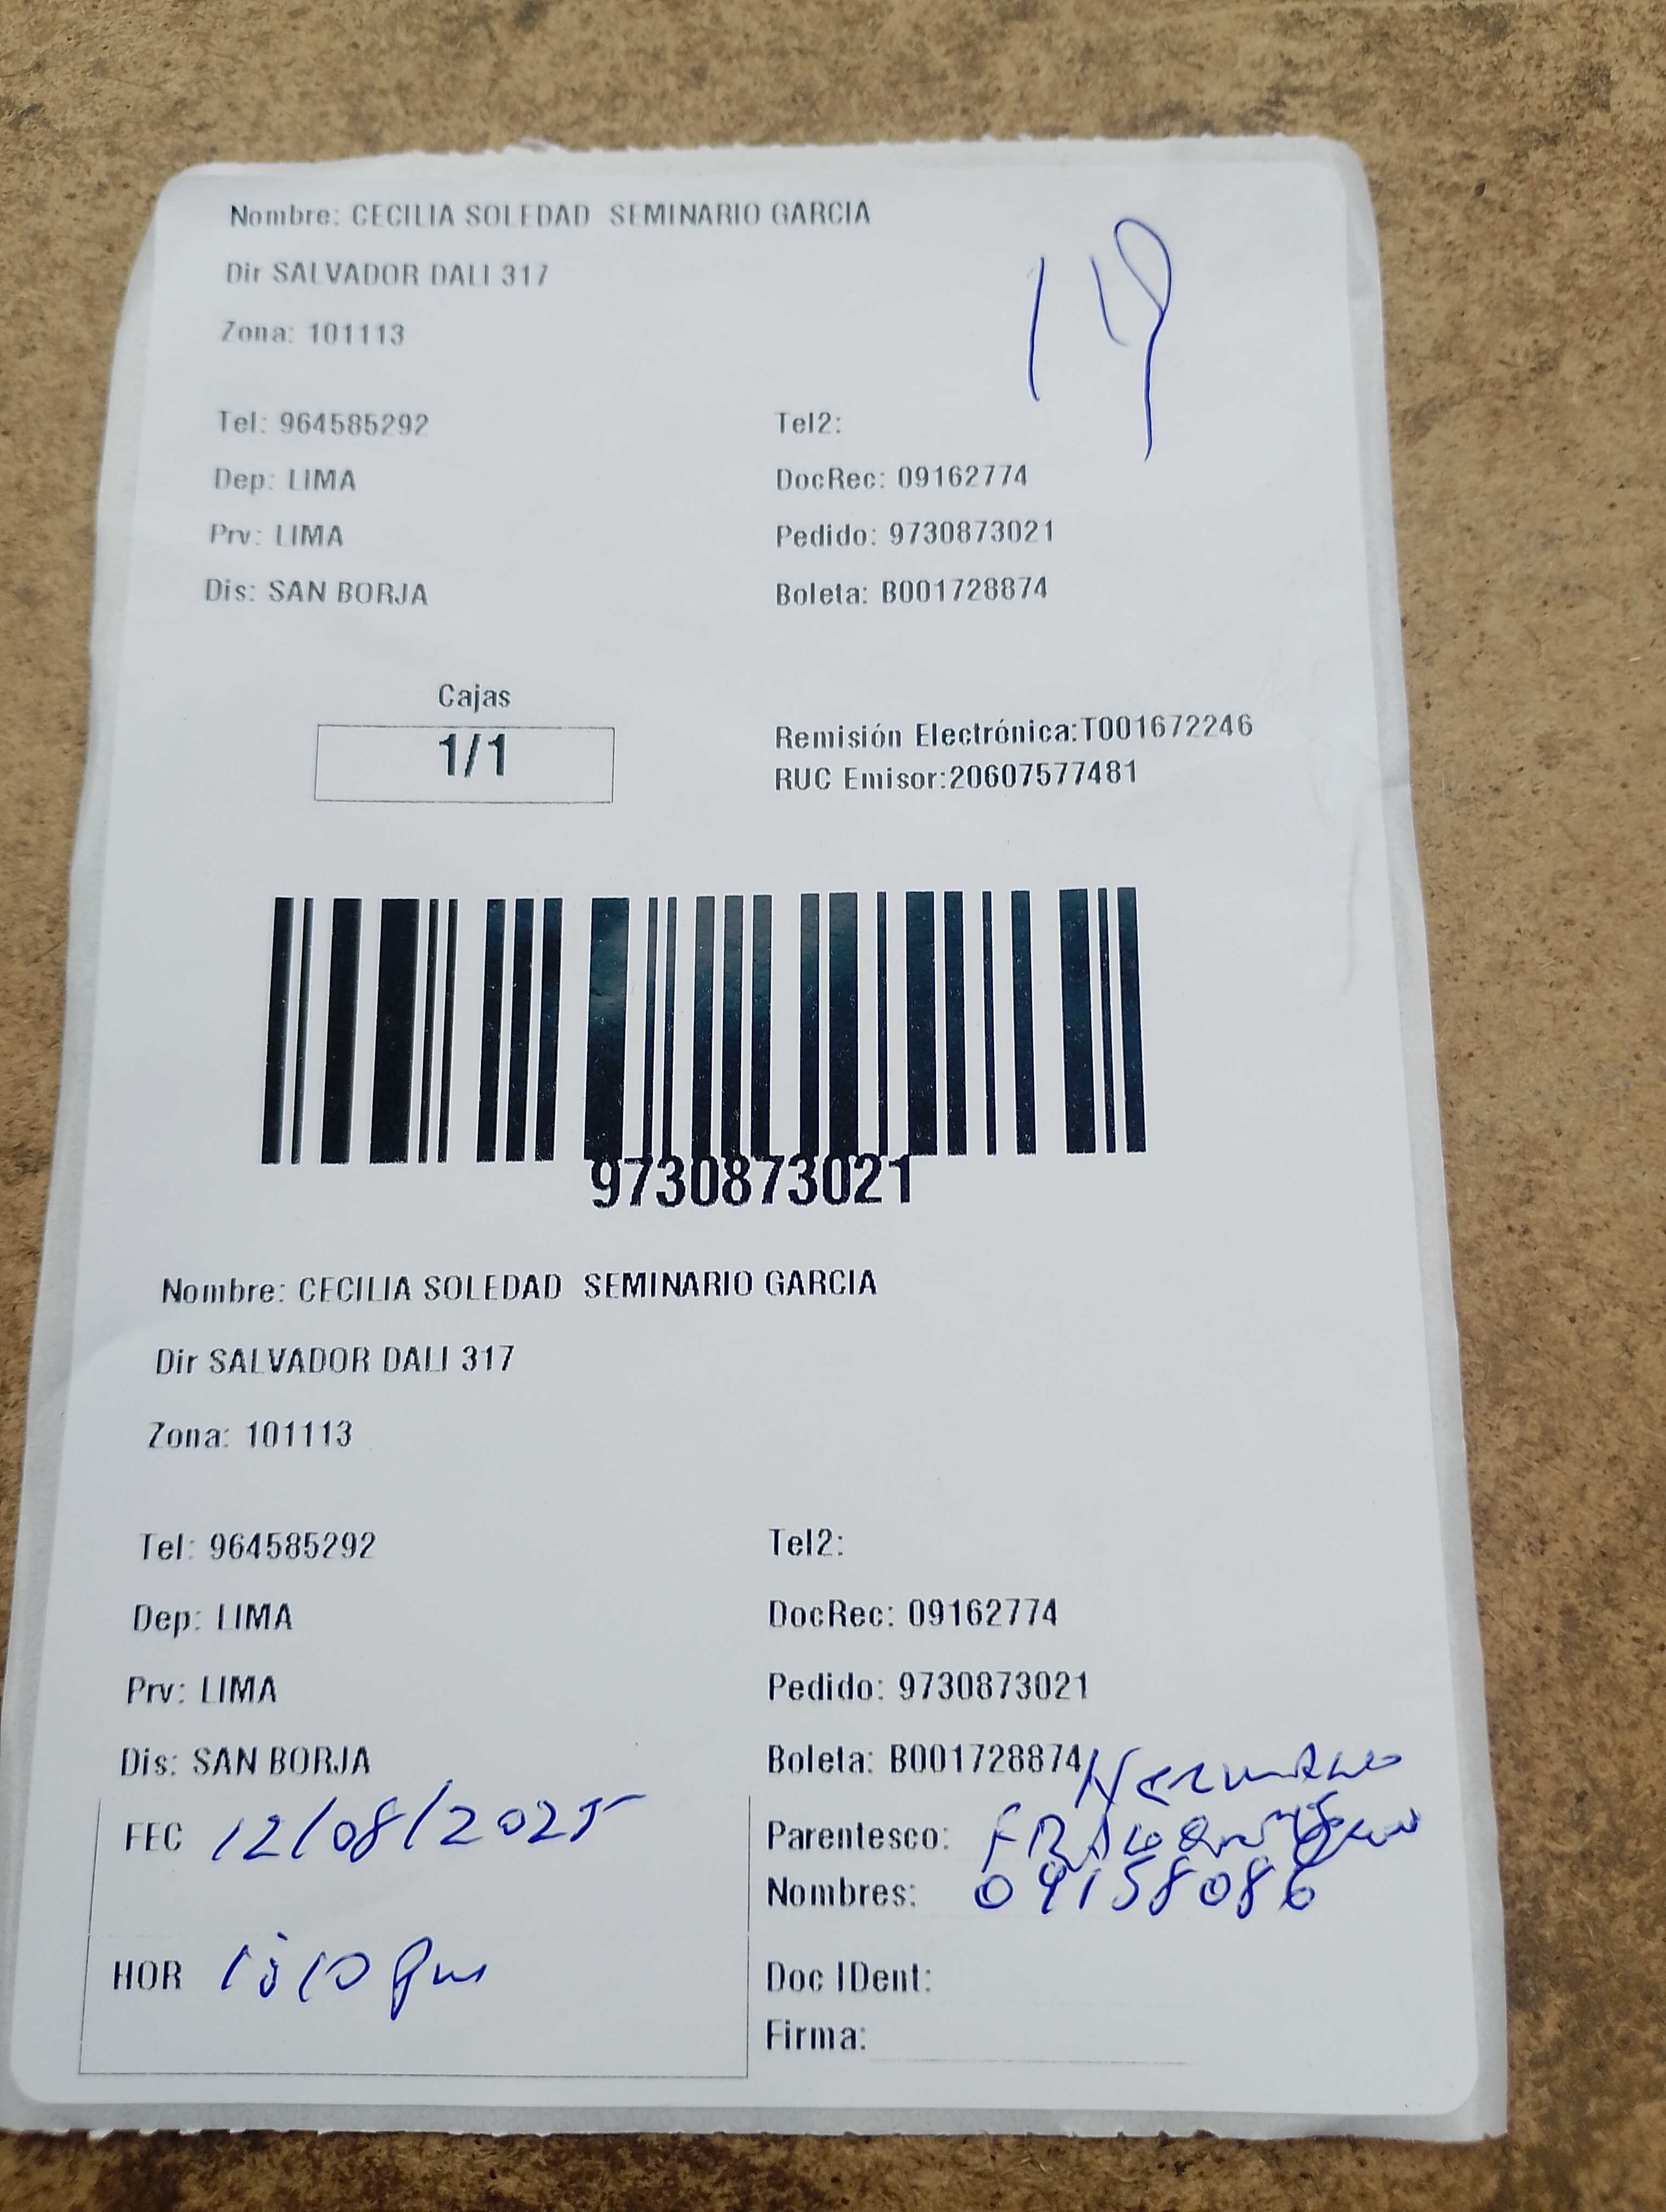 Nombre: CECILIA SOLEDAD SEMINARIO GARCIA
Dir SALVADOR DALI 317
19
Zona: 101113
Tel: 964585292 Tel2:
Dep: LIMA DocRec: 09162774
Prv: LIMA Pedido: 9730873021
Dis: SAN BORJA Boleta: B001728874
Cajas
1/1
Remisión Electrónica:T001672246
RUC Emisor:20607577481
9730873021
Nombre: CECILIA SOLEDAD SEMINARIO GARCIA
Dir SALVADOR DALI 317
Zona: 101113
Tel: 964585292 Tel2:
Dep: LIMA DocRec: 09162774
Prv: LIMA Pedido: 9730873021
Dis: SAN BORJA Boleta: B001728874
Hermano
FEC 12/08/2025 Parentesco:
Nombres: 09158086
HOR Doc IDent:
Firma: